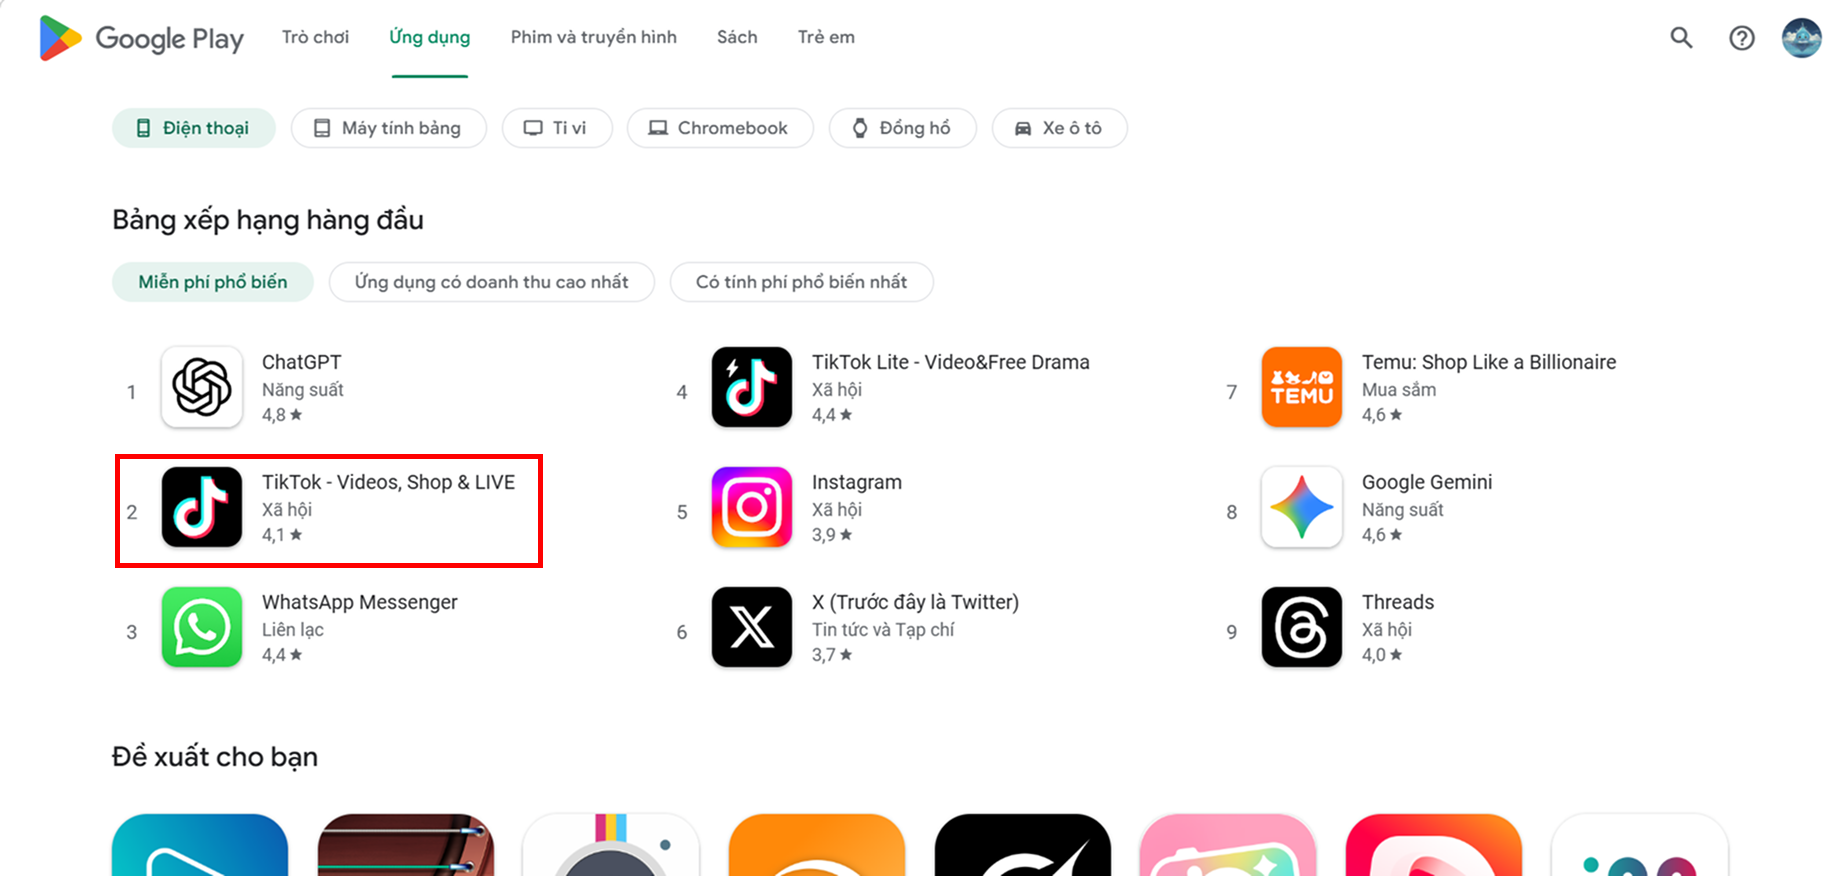 Google Play
Trò chơi
Ứng dụng
Phim và truyền hình
Sách
Trẻ em
Điện thoại
Máy tính bảng
Ti vi
Chromebook
Đồng hồ
Xe ô tô
Bảng xếp hạng hàng đầu
Miễn phí phổ biến
Ứng dụng có doanh thu cao nhất
Có tính phí phổ biến nhất
1
ChatGPT
Năng suất
4,8 ★
2
TikTok - Videos, Shop & LIVE
Xã hội
4,1 ★
3
WhatsApp Messenger
Liên lạc
4,4 ★
4
TikTok Lite - Video&Free Drama
Xã hội
4,4 ★
5
Instagram
Xã hội
3,9 ★
6
X (Trước đây là Twitter)
Tin tức và Tạp chí
3,7 ★
7
TEMU
Temu: Shop Like a Billionaire
Mua sắm
4,6 ★
8
Google Gemini
Năng suất
4,6 ★
9
Threads
Xã hội
4,0 ★
Đề xuất cho bạn